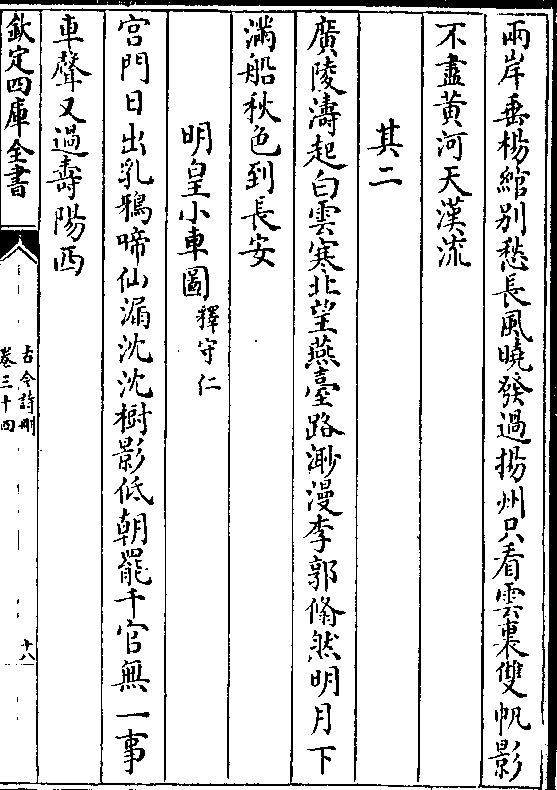 兩岸垂楊綰别愁長風曉發過揚州只看雲裏雙帆影
不盡黄河天漢流
其二
廣陵濤起白雲寒北望燕臺路渺漫李郭翛然明月下
滿船秋色到長安
明皇小車圖釋守仁
宫門日出乳鴉啼仙漏沈沈樹影低朝罷千官無一事
車聲又過壽陽西
欽定四庫全書
古今詩刪
卷三十四
十八